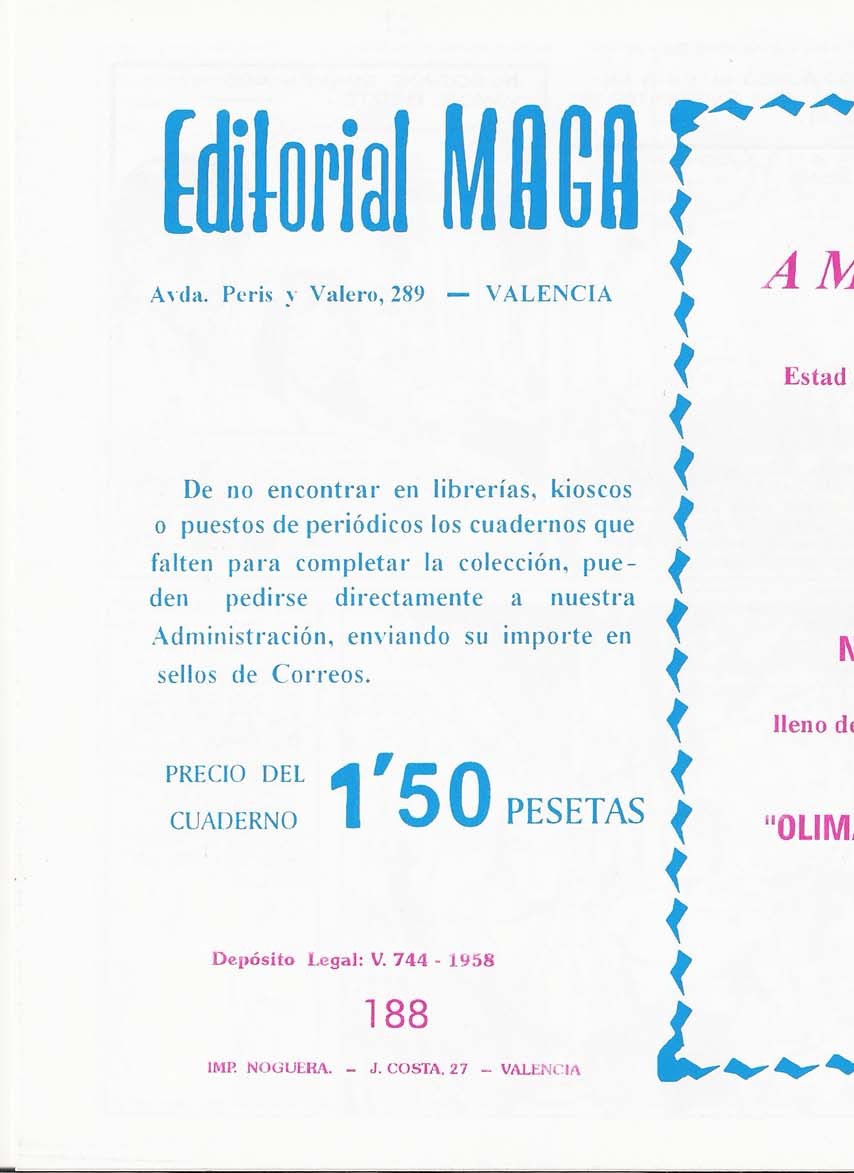 Editorial MAGA
Avda. Peris y Valero, 289 — VALENCIA
De no encontrar en librerías, kioscos
o puestos de periódicos los cuadernos que
falten para completar la colección, pue-
den pedirse directamente a nuestra
Administración, enviando su importe en
sellos de Correos.
PRECIO DEL
CUADERNO 1'50 PESETAS
Depósito Legal: V. 744 - 1958
188
IMP. NOGUERA. - J. COSTA, 27 - VALENCIA
A M
Estad
lleno de
"OLIMA